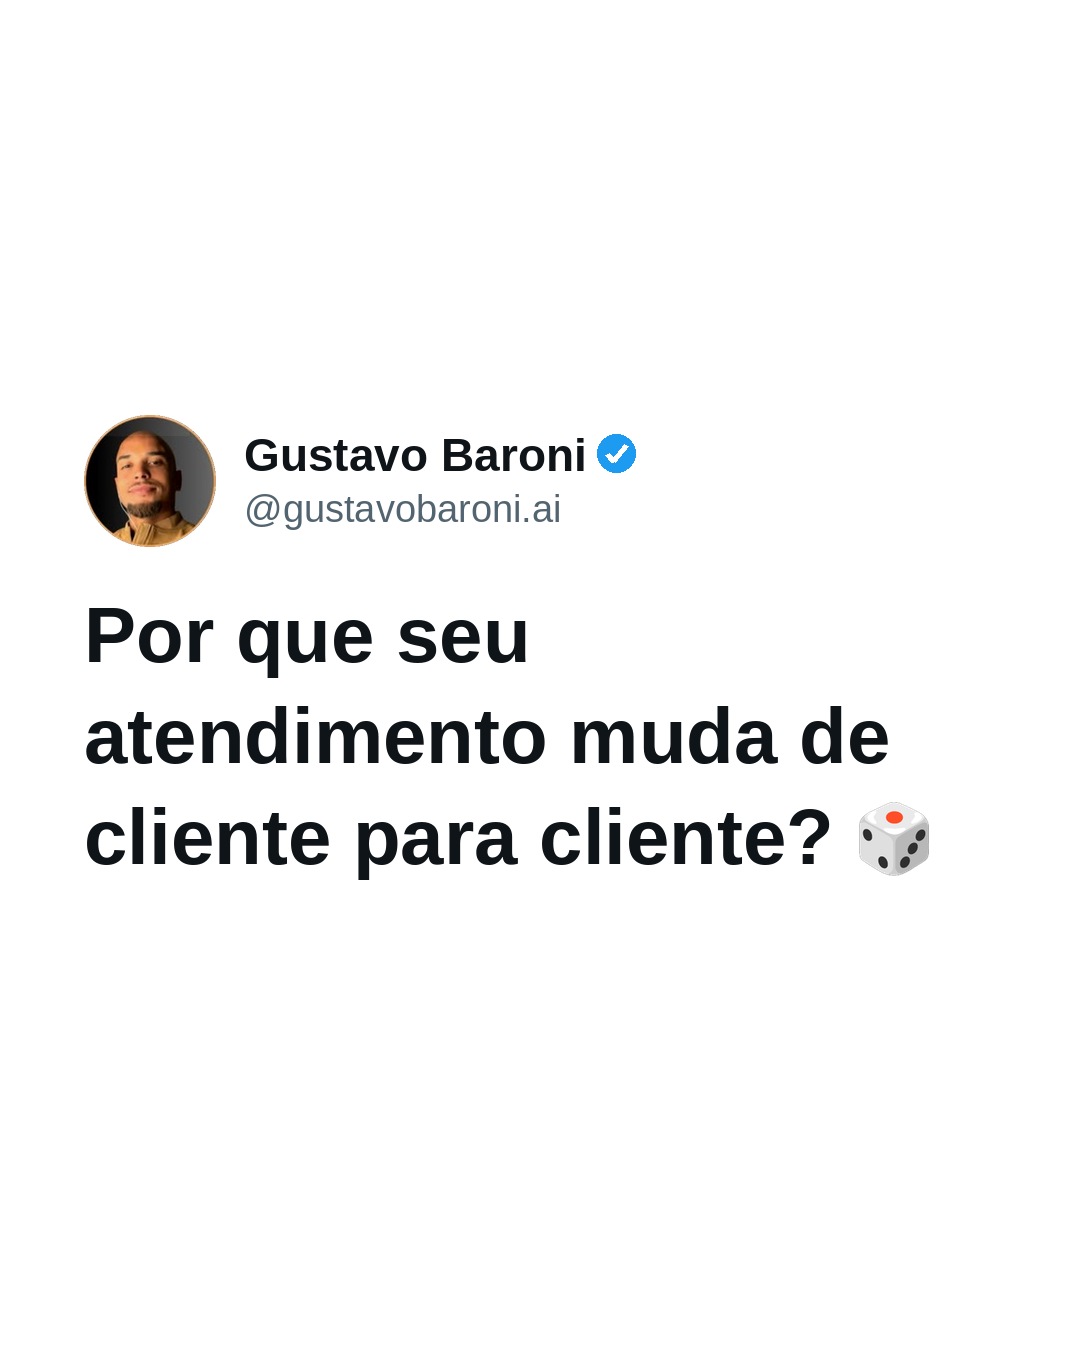 Gustavo Baroni
@gustavobaroni.ai
Por que seu
atendimento muda de
cliente para cliente? 🎲